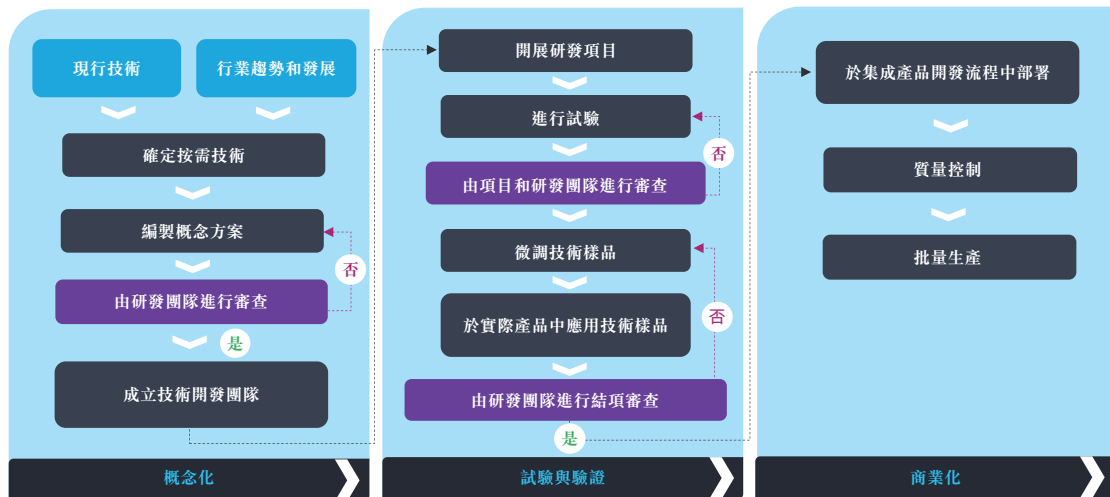 現行技術
行業趨勢和發展
確定按需技術
編製概念方案
否
由研發團隊進行審查
是
成立技術開發團隊
概念化
開展研發項目
進行試驗
否
由項目和研發團隊進行審查
微調技術樣品
於實際產品中應用技術樣品
否
由研發團隊進行結項審查
是
試驗與驗證
於集成產品開發流程中部署
質量控制
批量生產
商業化